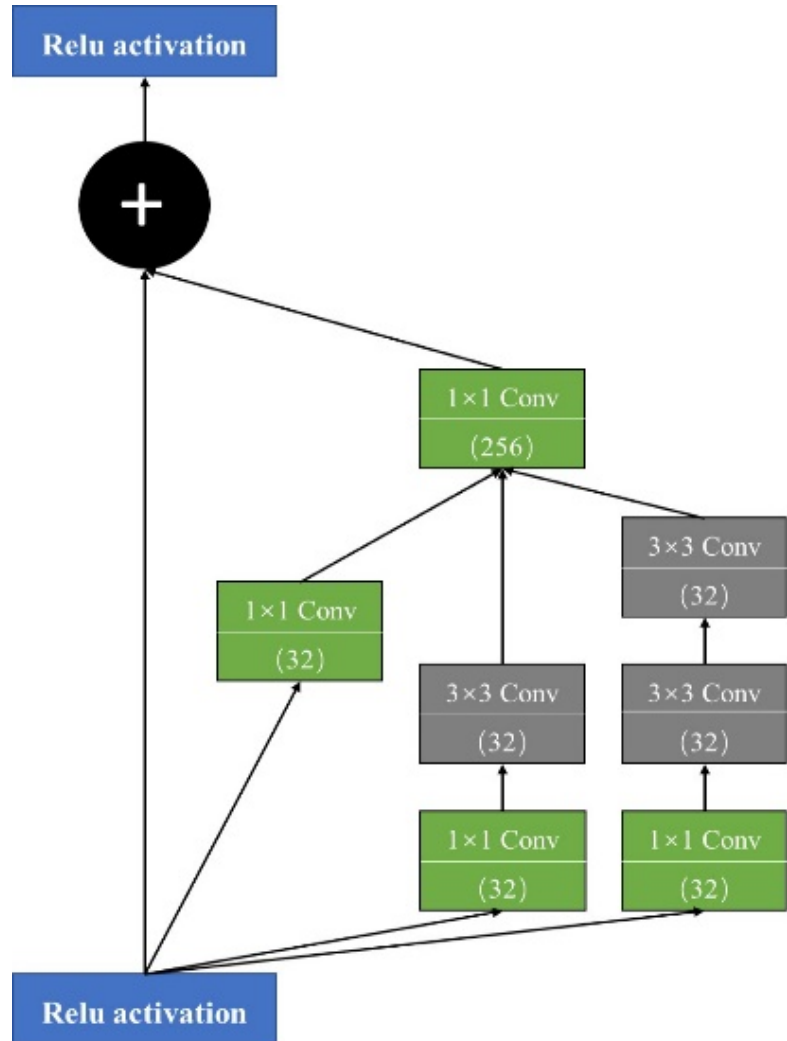 Relu activation
+
1×1 Conv
(256)
3×3 Conv
(32)
1×1 Conv
(32)
3×3 Conv
(32)
3×3 Conv
(32)
1×1 Conv
(32)
1×1 Conv
(32)
Relu activation